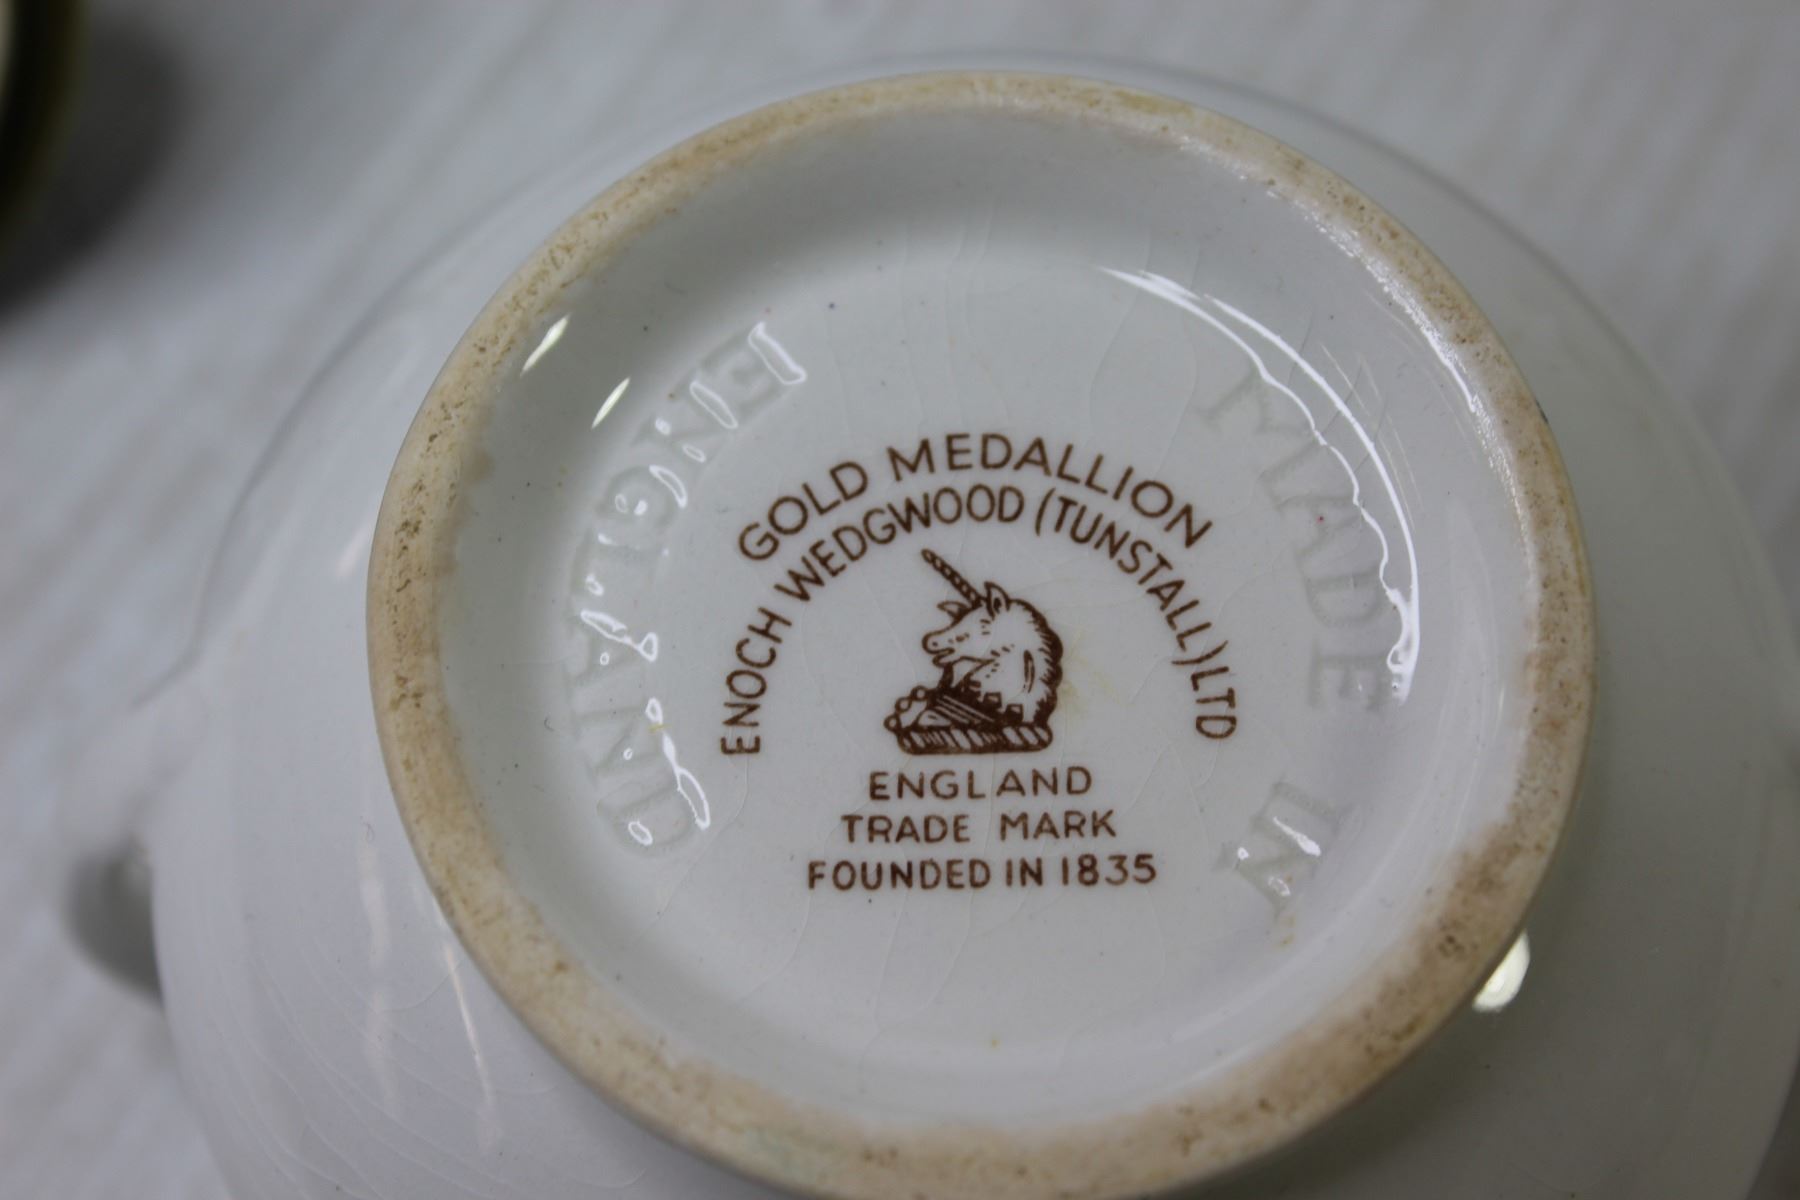 GOLD MEDALLION
ENOCH WEDGWOOD (TUNSTALL) LTD
ENGLAND
TRADE MARK
FOUNDED IN 1835
MADE IN
ENGLAND